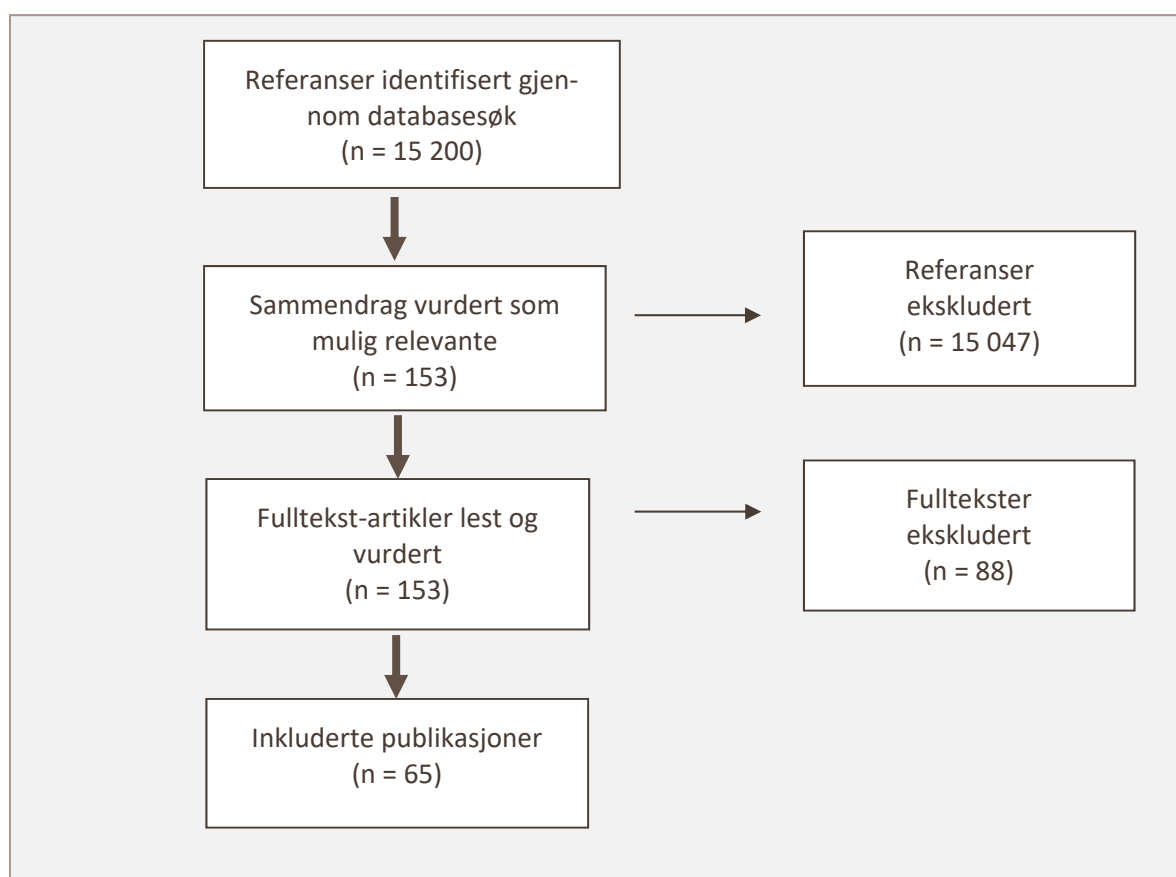 Referanser identifisert gjen-
nom databasesøk
(n = 15 200)
Sammendrag vurdert som
mulig relevante
(n = 153)
Referanser
ekskludert
(n = 15 047)
Fulltekst-artikler lest og
vurdert
(n = 153)
Fulltekster
ekskludert
(n = 88)
Inkluderte publikasjoner
(n = 65)